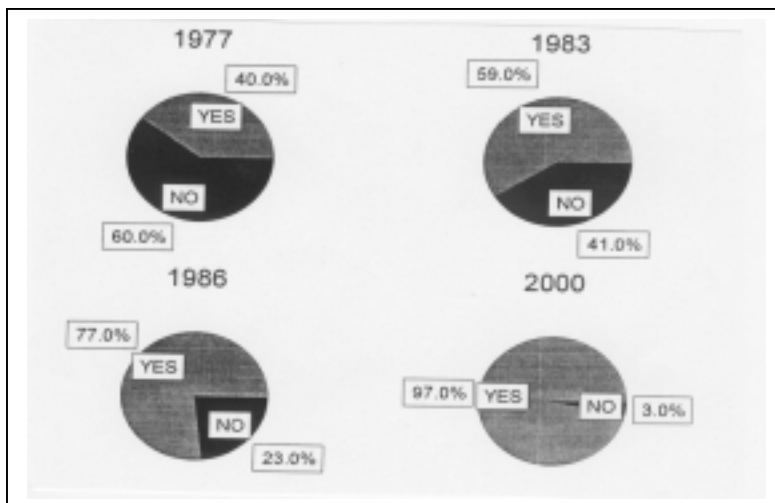 1977
40.0%
YES
NO
60.0%
1983
59.0%
YES
NO
41.0%
1986
77.0%
YES
NO
23.0%
2000
97.0%
YES
NO
3.0%